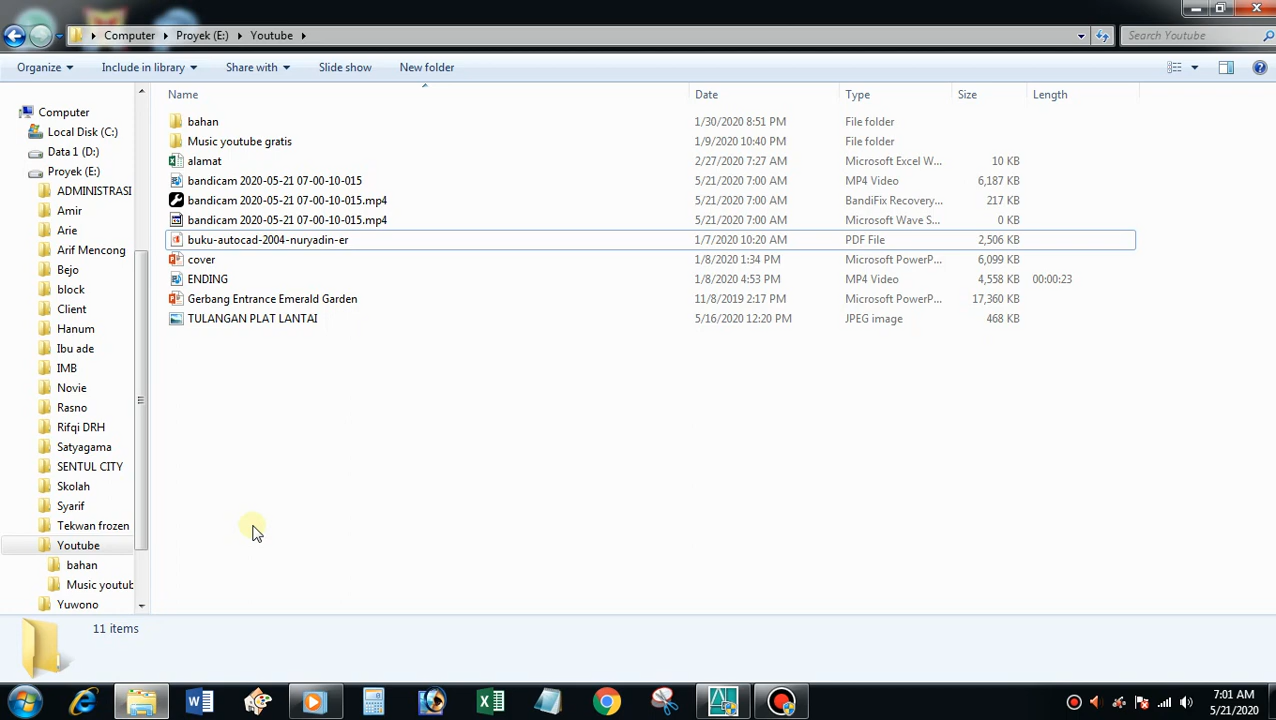 Computer Proyek (E:) Youtube
Search Youtube
Organize Include in library Share with Slide show New folder
Name Date Type Size Length
bahan 1/30/2020 8:51 PM File folder
Music youtube gratis 1/9/2020 10:40 PM File folder
alamat 2/27/2020 7:27 AM Microsoft Excel W... 10 KB
bandicam 2020-05-21 07-00-10-015 5/21/2020 7:00 AM MP4 Video 6,187 KB
bandicam 2020-05-21 07-00-10-015.mp4 5/21/2020 7:00 AM BandiFix Recovery... 217 KB
bandicam 2020-05-21 07-00-10-015.mp4 5/21/2020 7:00 AM Microsoft Wave S... 0 KB
buku-autocad-2004-nuryadin-er 1/7/2020 10:20 AM PDF File 2,506 KB
cover 1/8/2020 1:34 PM Microsoft PowerP... 6,099 KB
ENDING 1/8/2020 4:53 PM MP4 Video 4,558 KB 00:00:23
Gerbang Entrance Emerald Garden 11/8/2019 2:17 PM Microsoft PowerP... 17,360 KB
TULANGAN PLAT LANTAI 5/16/2020 12:20 PM JPEG image 468 KB
Computer
Local Disk (C:)
Data 1 (D:)
Proyek (E:)
ADMINISTRASI
Amir
Arie
Arif Mencong
Bejo
block
Client
Hanum
Ibu ade
IMB
Novie
Rasno
Rifqi DRH
Satyagama
SENTUL CITY
Skolah
Syarif
Tekwan frozen
Youtube
bahan
Music youtub
Yuwono
11 items
7:01 AM
5/21/2020